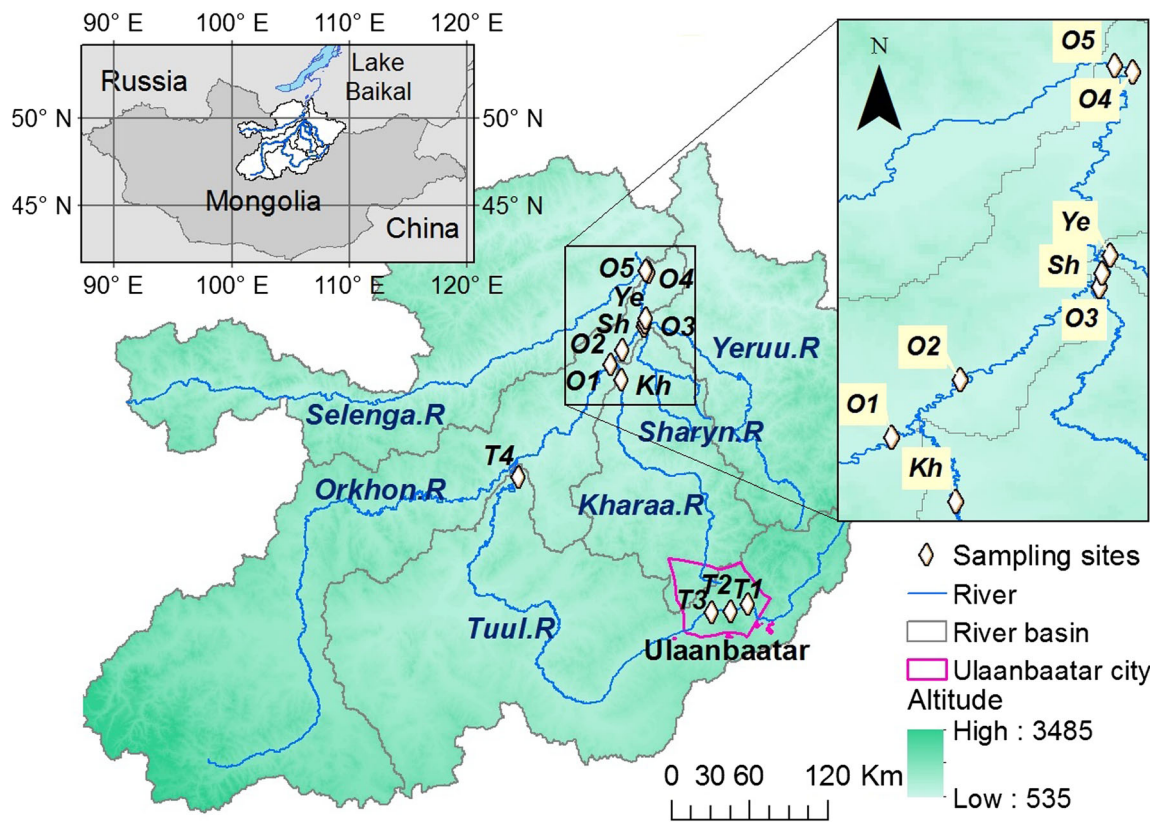 90° E 100° E 110° E 120° E
Russia
Lake
Baikal
50° N
50° N
Mongolia
45° N
45° N
China
90° E 100° E 110° E 120° E
N
O5
O4
Ye
Sh
O3
O2
O1
Kh
O5
O4
Ye
Sh
O3
O2
O1
Kh
Yeruu.R
Selenga.R
Sharyn.R
T4
Orkhon.R
Kharaa.R
T2
T1
T3
Tuul.R
Ulaanbaatar
Sampling sites
River
River basin
Ulaanbaatar city
Altitude
High : 3485
Low : 535
0 30 60 120 Km